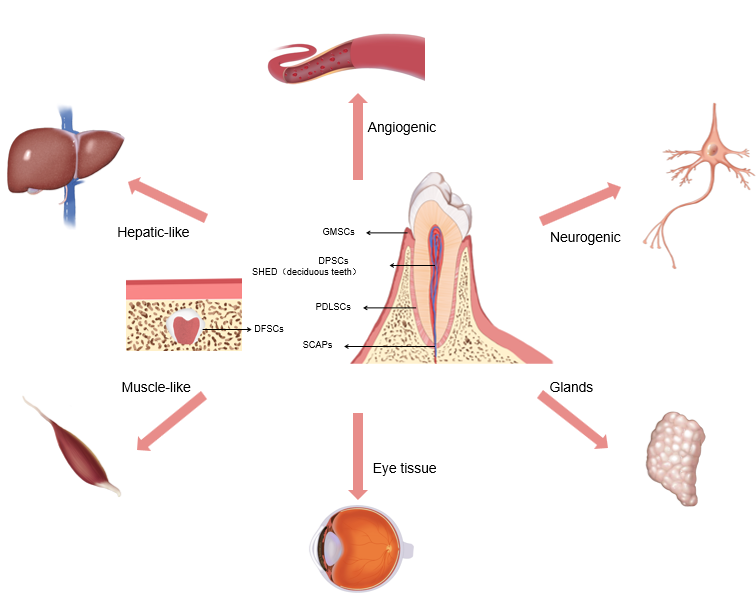 Angiogenic
Hepatic-like
Neurogenic
GMSCs
DPSCs
SHED（deciduous teeth）
PDLSCs
DFSCs
SCAPs
Muscle-like
Glands
Eye tissue